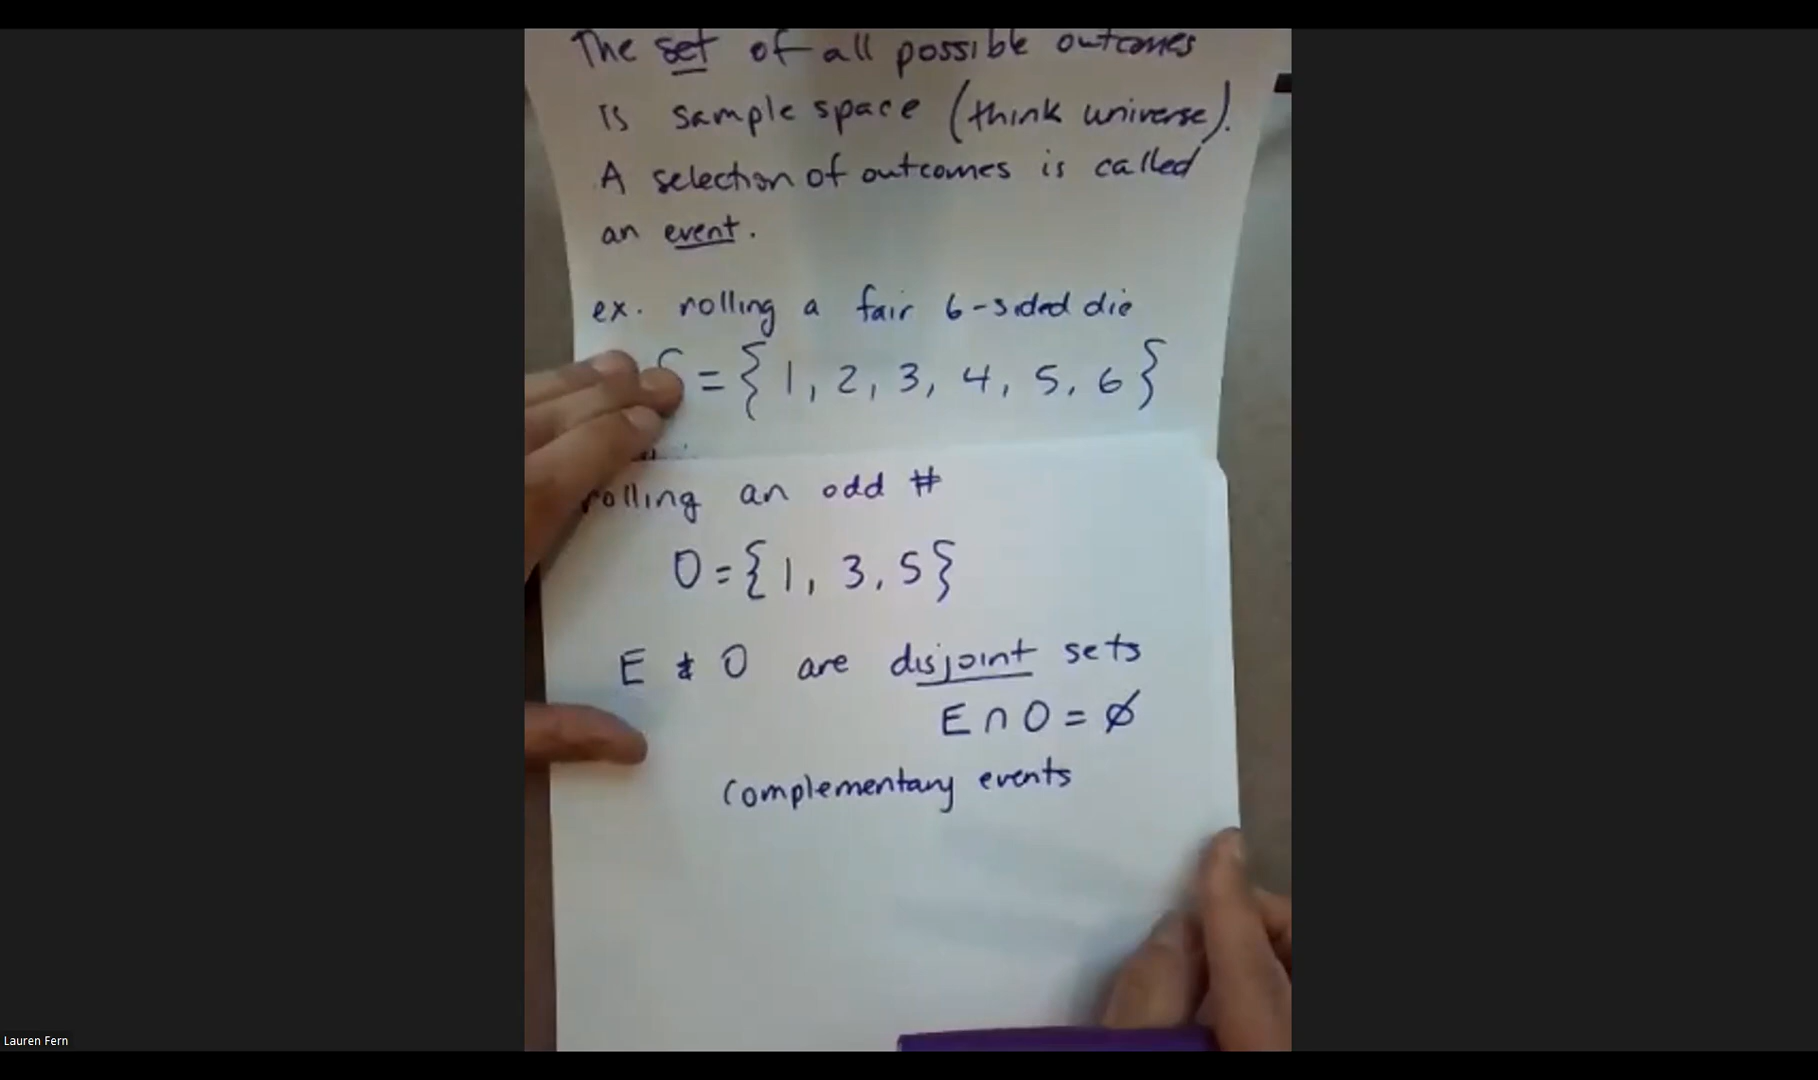 The set of all possible outcomes
is sample space (think universe).
A selection of outcomes is called
an event.
ex. rolling a fair 6-sided die
S = {1, 2, 3, 4, 5, 6}
rolling an odd #
O = {1, 3, 5}
E & O are disjoint sets
E ∩ O = ∅
complementary events
Lauren Fern